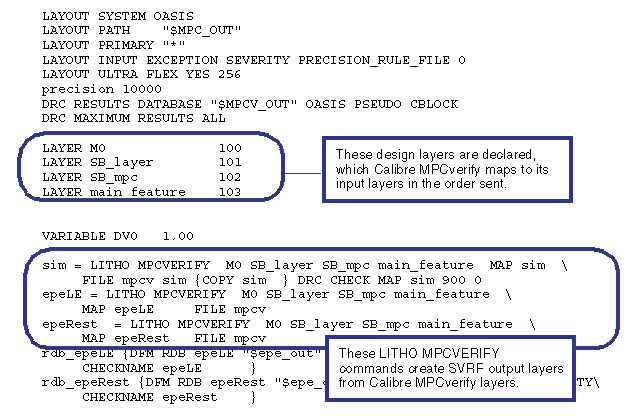 LAYOUT SYSTEM OASIS
LAYOUT PATH "$MPC_OUT"
LAYOUT PRIMARY "*"
LAYOUT INPUT EXCEPTION SEVERITY PRECISION_RULE_FILE 0
LAYOUT ULTRA FLEX YES 256
precision 10000
DRC RESULTS DATABASE "$MPCV_OUT" OASIS PSEUDO CBLOCK
DRC MAXIMUM RESULTS ALL
LAYER M0 100
LAYER SB_layer 101
LAYER SB_mpc 102
LAYER main_feature 103
These design layers are declared,
which Calibre MPCverify maps to its
input layers in the order sent.
VARIABLE DV0 1.00
sim = LITHO MPCVERIFY M0 SB_layer SB_mpc main_feature MAP sim \
FILE mpcv sim {COPY sim } DRC CHECK MAP sim 900 0
epeLE = LITHO MPCVERIFY M0 SB_layer SB_mpc main_feature \
MAP epeLE FILE mpcv
epeRest = LITHO MPCVERIFY M0 SB_layer SB_mpc main_feature \
MAP epeRest FILE mpcv
rdb_epeLE {DFM RDB epeLE "$epe_out"
CHECKNAME epeLE }
rdb_epeRest {DFM RDB epeRest "$epe_o TY\
CHECKNAME epeRest }
These LITHO MPCVERIFY
commands create SVRF output layers
from Calibre MPCverify layers.